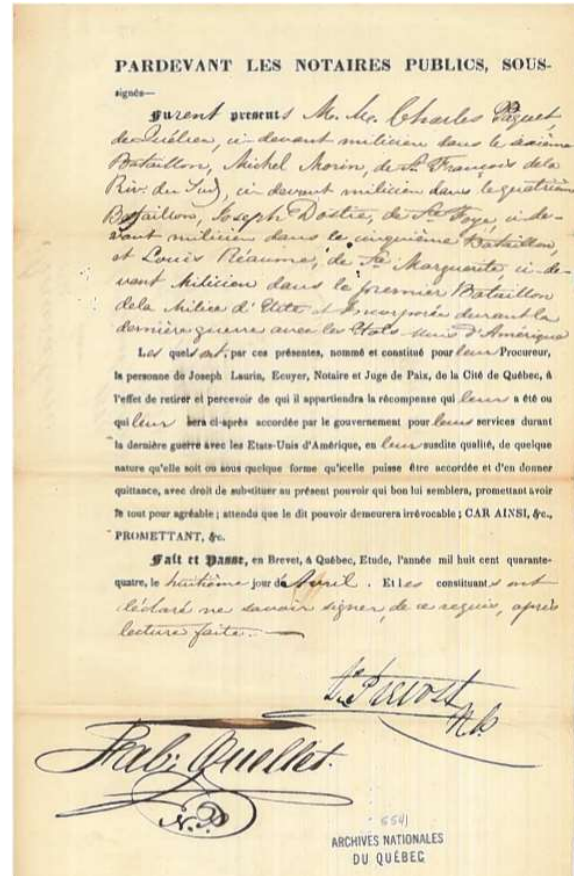 PARDEVANT LES NOTAIRES PUBLICS, SOUS-
signés—
Furent presents M. M. Charles Paquet,
de Québec, ci-devant milicien dans le sixième
Bataillon, Michel Morin, de St. François dela
Riv. du Sud, ci devant milicien dans le quatrième
Bataillon, Joseph Dostie, de Ste Foye, ci-de-
vant milicien dans le cinquième Bataillon,
et Louis Réaume, de Ste Marguerite, ci-de-
vant Milicien dans le premier Bataillon
dela Milice d'Elite et Incorporée durant la
dernière guerre avec les Etats-unis d'Amérique
Les quels ont, par ces présentes, nommé et constitué pour leur Procureur,
la personne de Joseph Laurin, Ecuyer, Notaire et Juge de Paix, de la Cité de Québec, à
l'effet de retirer et percevoir de qui il appartiendra la récompense qui leur a été ou
qui leur sera ci-après accordée par le gouvernement pour leurs services durant
la dernière guerre avec les Etats-Unis d'Amérique, en leur susdite qualité, de quelque
nature qu'elle soit ou sous quelque forme qu'icelle puisse être accordée et d'en donner
quittance, avec droit de substituer au présent pouvoir qui bon lui semblera, promettant avoir
le tout pour agréable ; attendu que le dit pouvoir demeurera irrévocable ; CAR AINSI, &c.,
PROMETTANT, &c.
Fait et Passe, en Brevet, à Québec, Etude, l'année mil huit cent quarante-
quatre, le huitième jour d'Avril. Et les constituants ont
déclaré ne savoir signer, de ce requis, après
lecture faite.—
Prevost
N.P.
Fab: Ouellet.
N.P.
5541
ARCHIVES NATIONALES
DU QUÉBEC